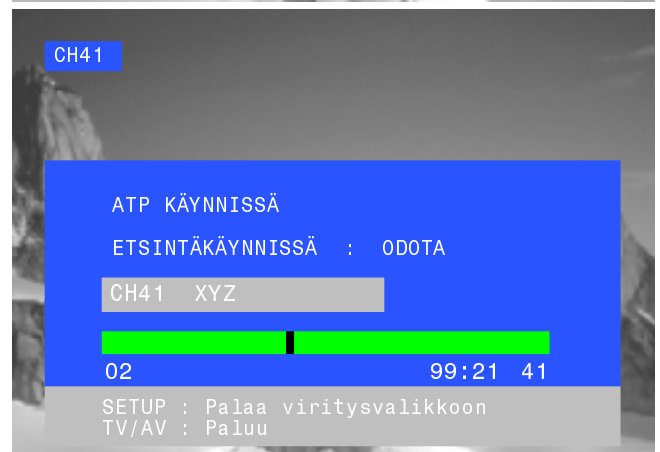 CH41
ATP KÄYNNISSÄ
ETSINTÄKÄYNNISSÄ : ODOTA
CH41 XYZ
02 99:21 41
SETUP : Palaa viritysvalikkoon
TV/AV : Paluu